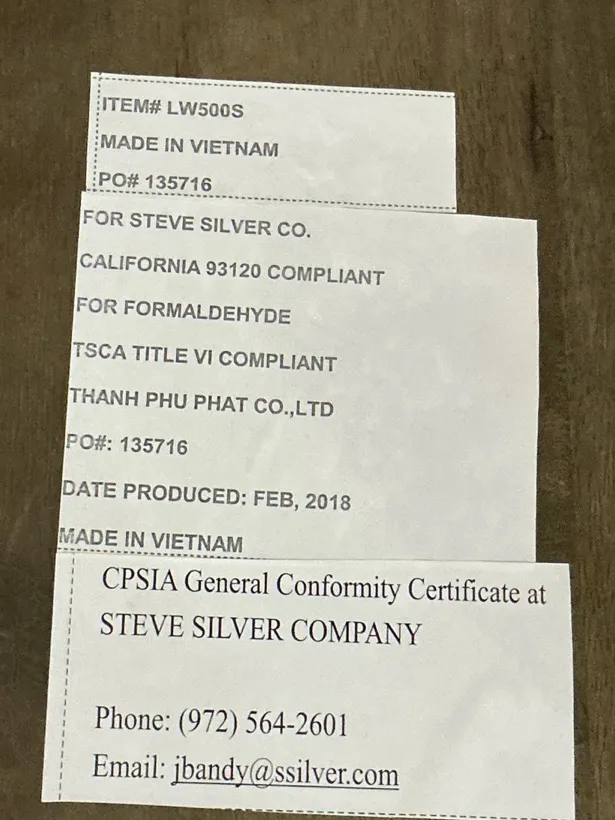 ITEM# LW500S
MADE IN VIETNAM
PO# 135716
FOR STEVE SILVER CO.
CALIFORNIA 93120 COMPLIANT
FOR FORMALDEHYDE
TSCA TITLE VI COMPLIANT
THANH PHU PHAT CO.,LTD
PO#: 135716
DATE PRODUCED: FEB, 2018
MADE IN VIETNAM
CPSIA General Conformity Certificate at
STEVE SILVER COMPANY
Phone: (972) 564-2601
Email: jbandy@ssilver.com